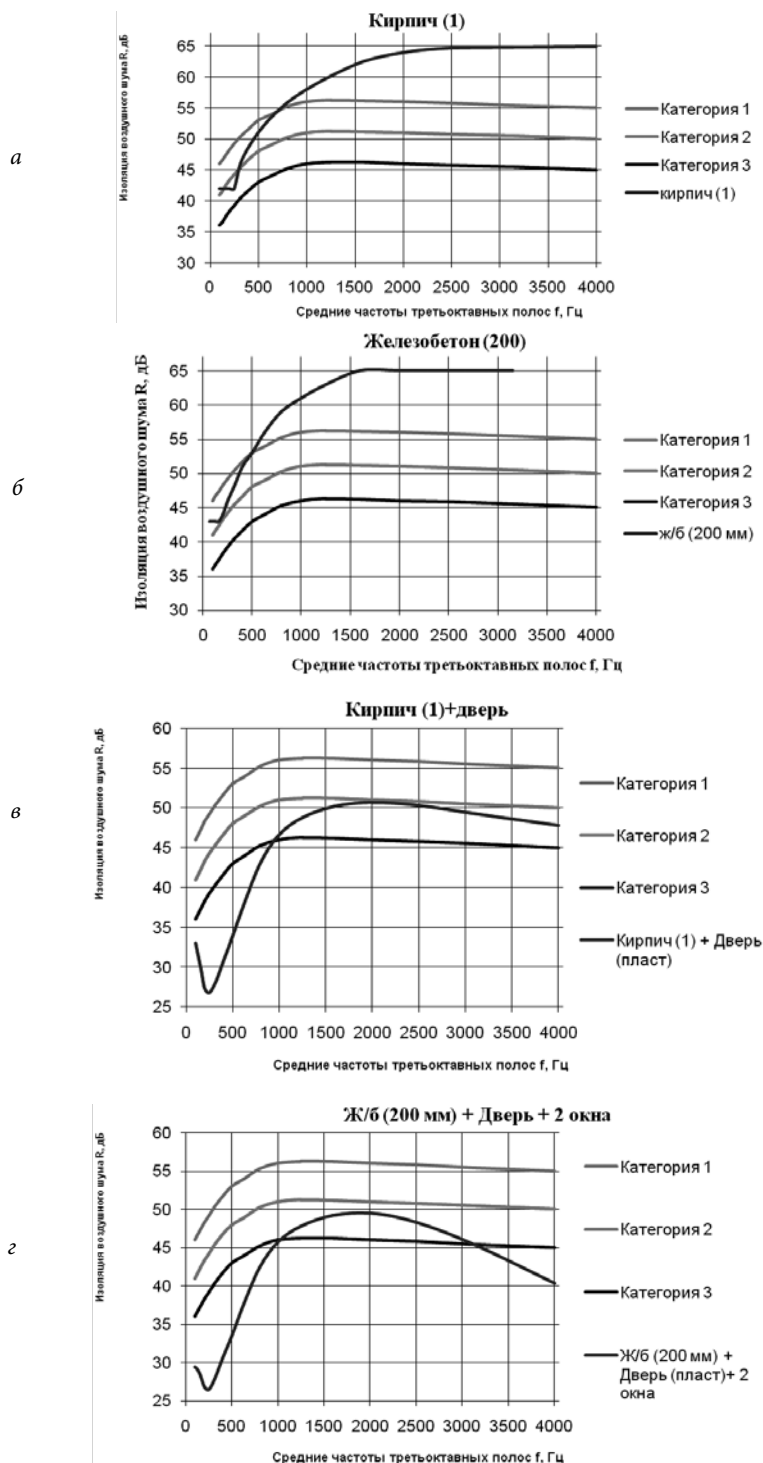 Кирпич (1)
а
Изоляция воздушного шума R, дБ
65
60
55
50
45
40
35
30
0 500 1000 1500 2000 2500 3000 3500 4000
Средние частоты третьоктавных полос f, Гц
Категория 1
Категория 2
Категория 3
кирпич (1)
Железобетон (200)
б
Изоляция воздушного шума R, дБ
65
60
55
50
45
40
35
30
0 500 1000 1500 2000 2500 3000 3500 4000
Средние частоты третьоктавных полос f, Гц
Категория 1
Категория 2
Категория 3
ж/б (200 мм)
Кирпич (1)+дверь
в
Изоляция воздушного шума R, дБ
60
55
50
45
40
35
30
25
0 500 1000 1500 2000 2500 3000 3500 4000
Средние частоты третьоктавных полос f, Гц
Категория 1
Категория 2
Категория 3
Кирпич (1) + Дверь
(пласт)
Ж/б (200 мм) + Дверь + 2 окна
г
Изоляция воздушного шума R, дБ
60
55
50
45
40
35
30
25
0 500 1000 1500 2000 2500 3000 3500 4000
Средние частоты третьоктавных полос f, Гц
Категория 1
Категория 2
Категория 3
Ж/б (200 мм) +
Дверь (пласт)+ 2
окна